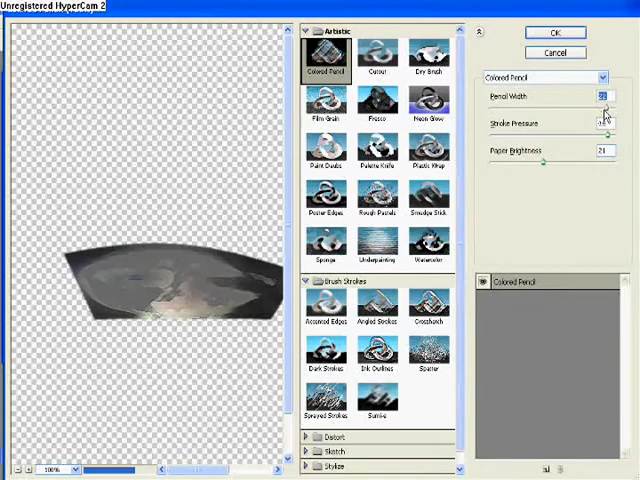 Unregistered HyperCam 2
Artistic
Colored Pencil
Cutout
Dry Brush
Film Grain
Fresco
Neon Glow
Paint Daubs
Palette Knife
Plastic Wrap
Poster Edges
Rough Pastels
Smudge Stick
Sponge
Underpainting
Watercolor
Brush Strokes
Accented Edges
Angled Strokes
Crosshatch
Dark Strokes
Ink Outlines
Spatter
Sprayed Strokes
Sumi-e
Distort
Sketch
Stylize
OK
Cancel
Colored Pencil
Pencil Width
Stroke Pressure
Paper Brightness
21
Colored Pencil
100%